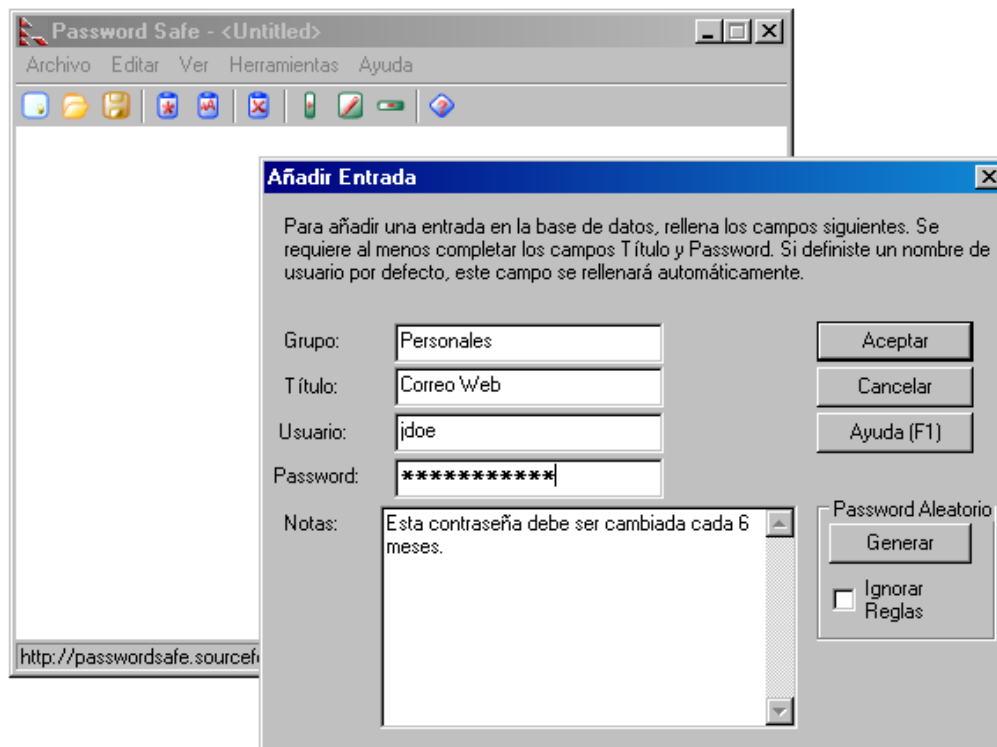 Password Safe - <Untitled>
Archivo Editar Ver Herramientas Ayuda
Añadir Entrada
Para añadir una entrada en la base de datos, rellena los campos siguientes. Se
requiere al menos completar los campos Título y Password. Si definiste un nombre de
usuario por defecto, este campo se rellenará automáticamente.
Grupo: Personales
Aceptar
Título: Correo Web
Cancelar
Usuario: jdoe
Ayuda (F1)
Password: ***********
Notas: Esta contraseña debe ser cambiada cada 6
meses.
Password Aleatorio
Generar
Ignorar
Reglas
http://passwordsafe.sourcef